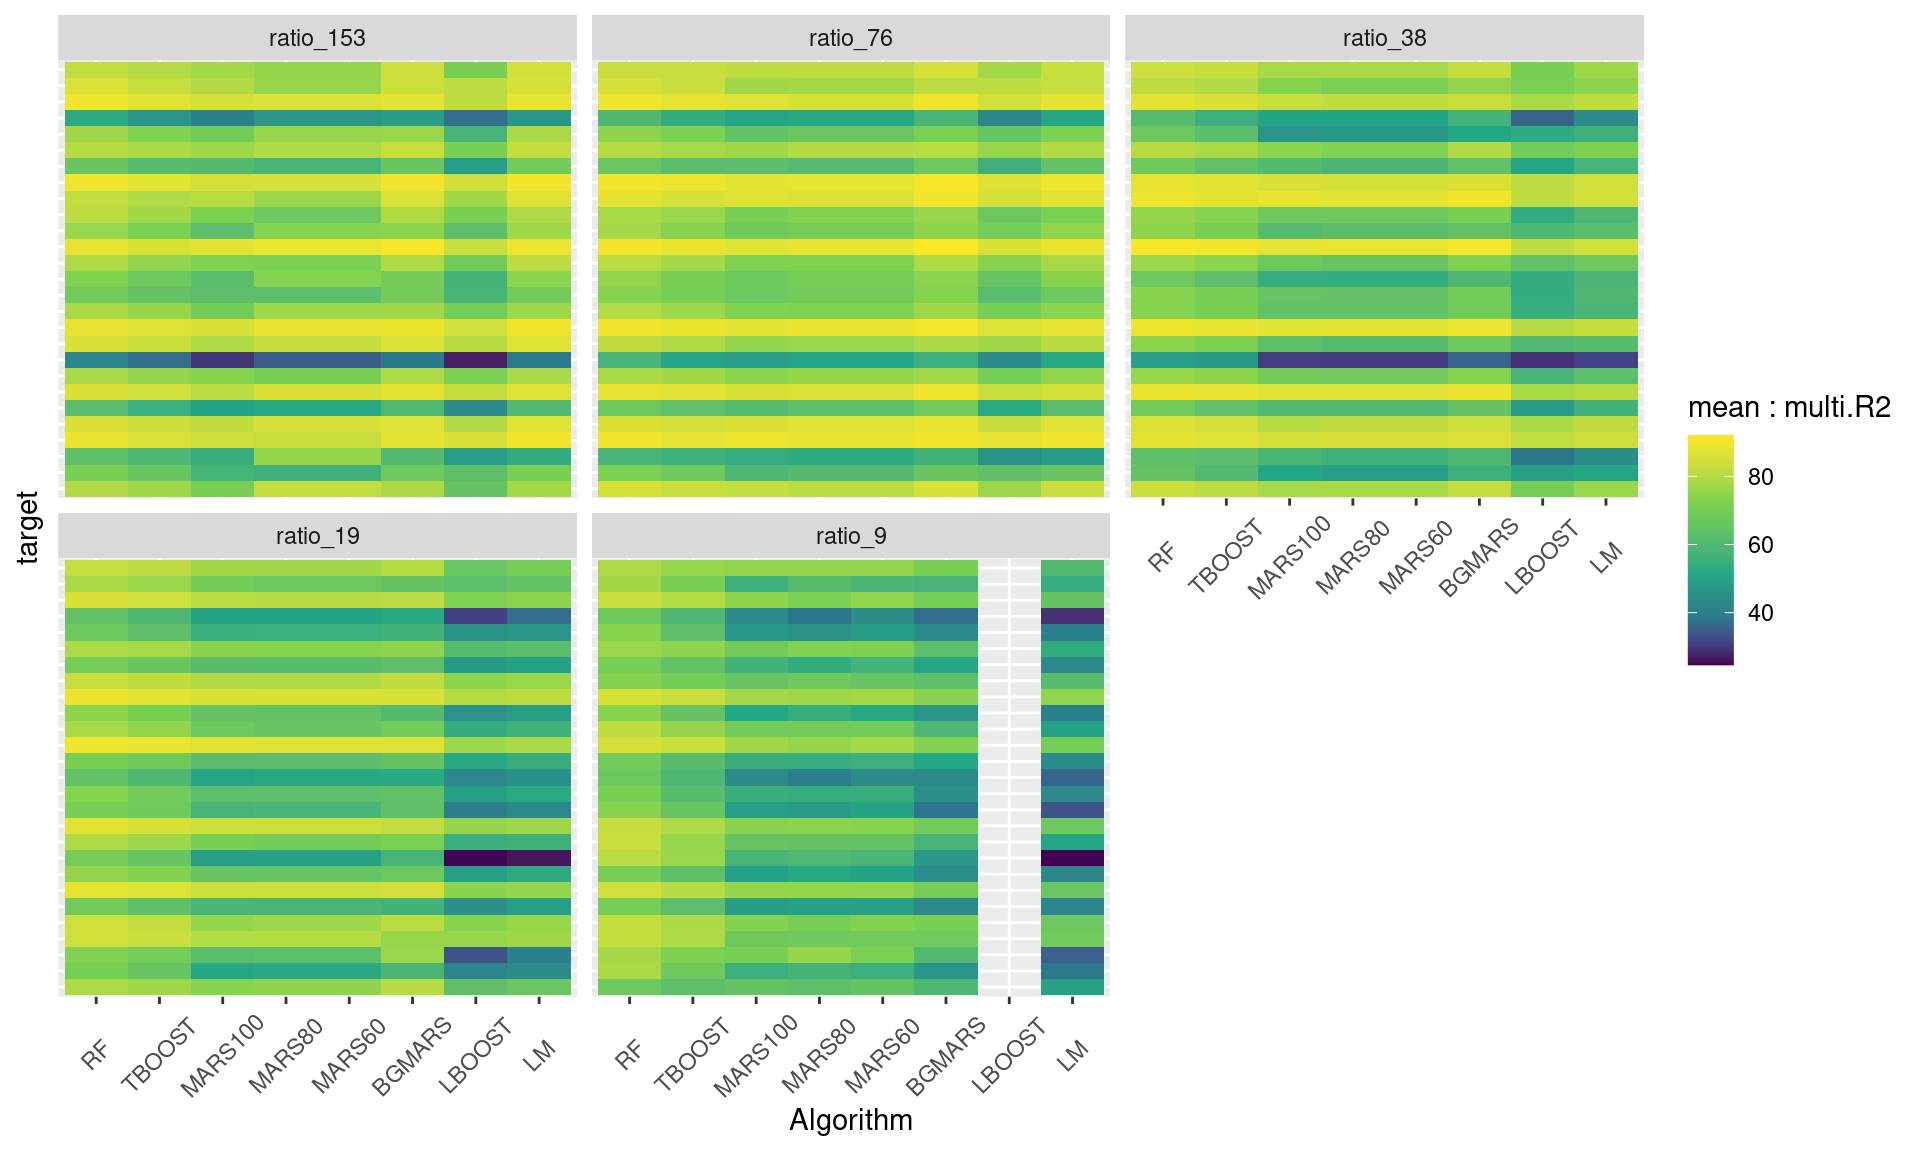 ratio_153
ratio_76
ratio_38
target
mean : multi.R2
80
60
40
RF
TBOOST
MARS100
MARS80
MARS60
BGMARS
LBOOST
LM
ratio_19
ratio_9
RF
TBOOST
MARS100
MARS80
MARS60
BGMARS
LBOOST
LM
RF
TBOOST
MARS100
MARS80
MARS60
BGMARS
LBOOST
LM
Algorithm